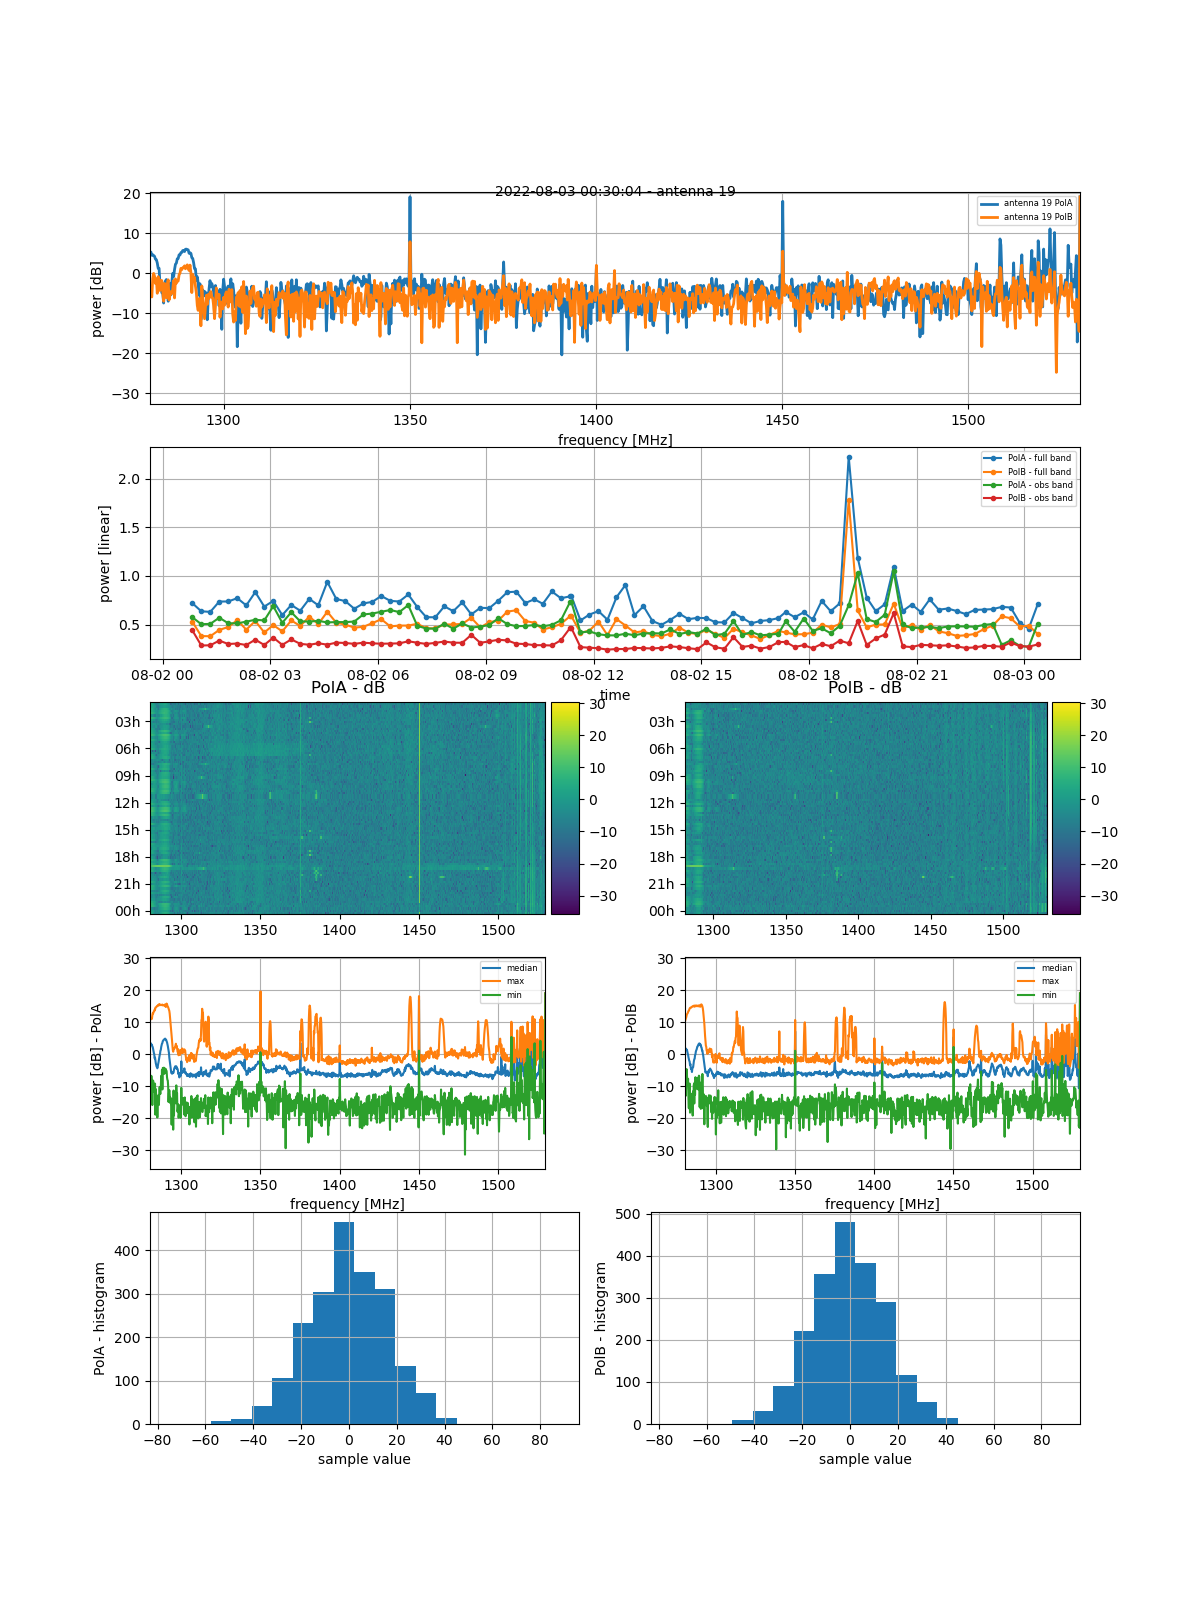 2022-08-03 00:30:04 - antenna 19
20
10
0
−10
−20
−30
power [dB]
antenna 19 PolA
antenna 19 PolB
1300 1350 1400 1450 1500
frequency [MHz]
2.0
1.5
1.0
0.5
power [linear]
PolA - full band
PolB - full band
PolA - obs band
PolB - obs band
08-02 00 08-02 03 08-02 06 08-02 09 08-02 12 08-02 15 08-02 18 08-02 21 08-03 00
time
PolA - dB
03h
06h
09h
12h
15h
18h
21h
00h
1300 1350 1400 1450 1500
30
20
10
0
−10
−20
−30
PolB - dB
03h
06h
09h
12h
15h
18h
21h
00h
1300 1350 1400 1450 1500
30
20
10
0
−10
−20
−30
30
20
10
0
−10
−20
−30
power [dB] - PolA
median
max
min
1300 1350 1400 1450 1500
frequency [MHz]
30
20
10
0
−10
−20
−30
power [dB] - PolB
median
max
min
1300 1350 1400 1450 1500
frequency [MHz]
400
300
200
100
0
PolA - histogram
−80 −60 −40 −20 0 20 40 60 80
sample value
500
400
300
200
100
0
PolB - histogram
−80 −60 −40 −20 0 20 40 60 80
sample value